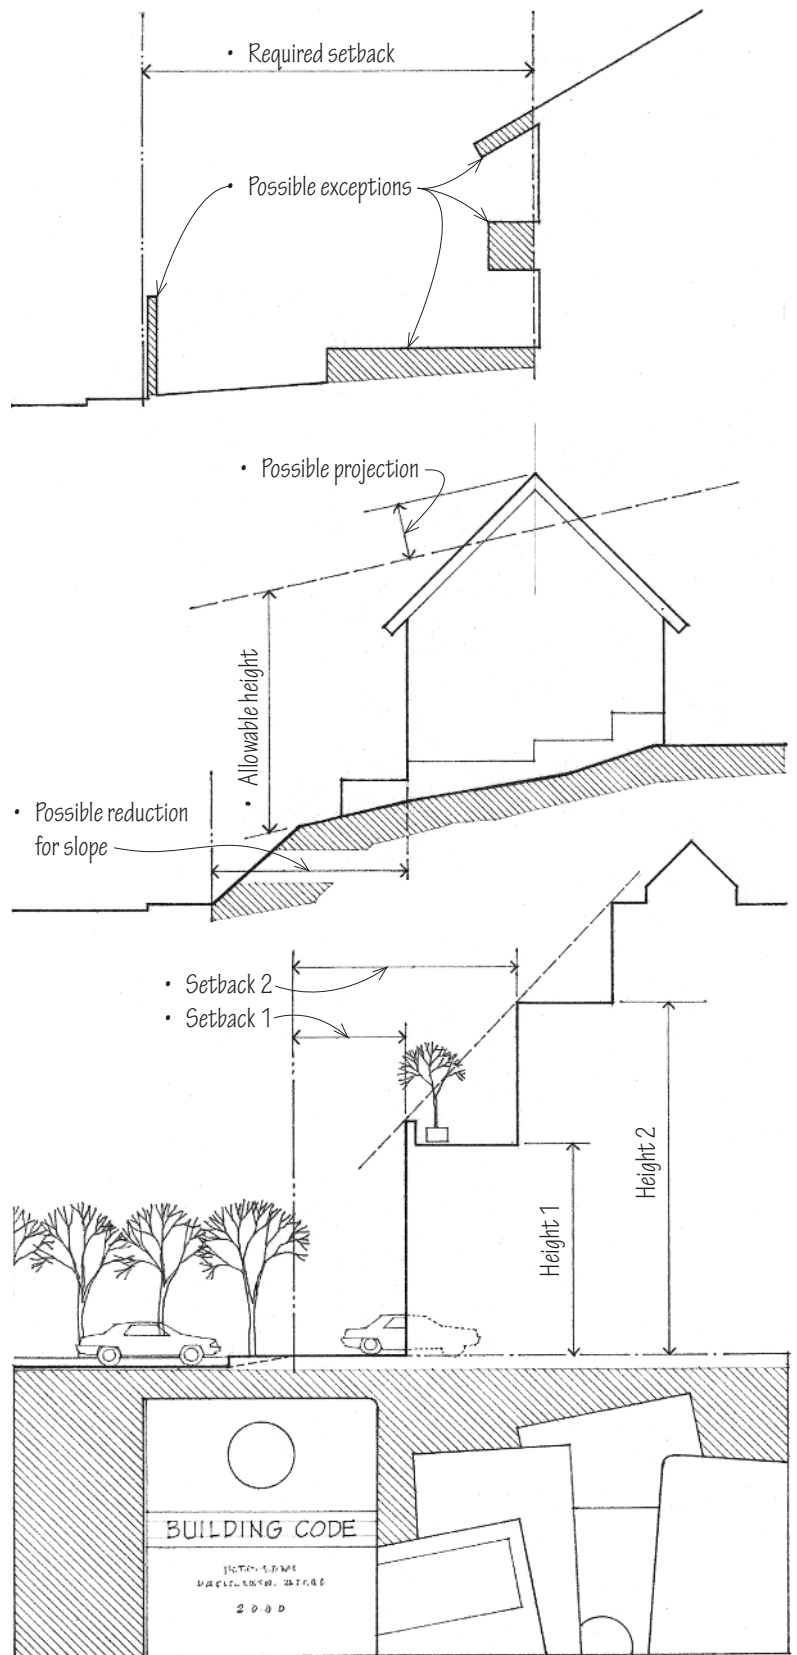 • Required setback
• Possible exceptions
• Possible projection
• Allowable height
• Possible reduction
for slope
• Setback 2
• Setback 1
Height 2
Height 1
BUILDING CODE